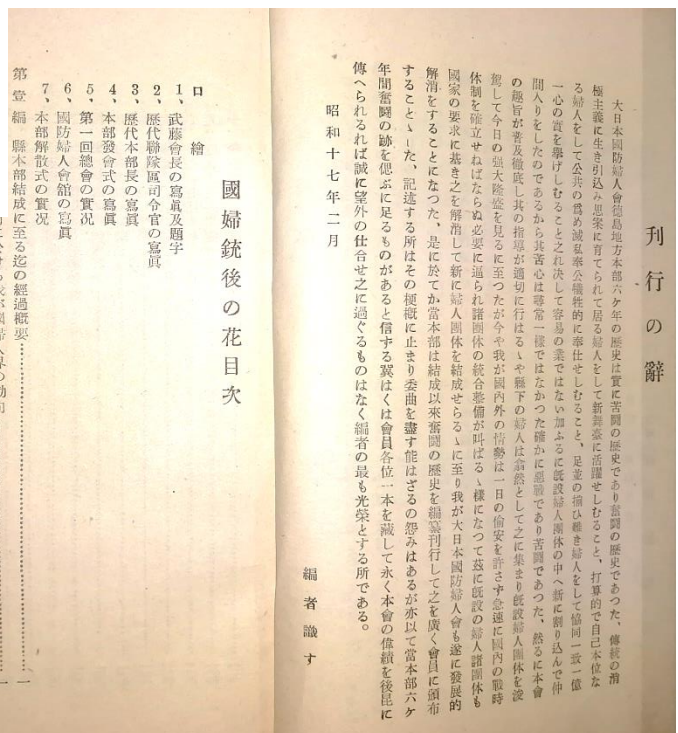 刊行の辭
大日本國防婦人會德島地方本部六ケ年の歷史は實に苦鬪の歷史であり奮鬪の歷史であつた、傳統の消
極主義に生き引込み思案に育てられて居る婦人をして新舞臺に活躍せしむること、打算的で自己本位な
る婦人をして公共の爲め滅私奉公犧牲的に奉仕せしむること、足並の揃ひ難き婦人をして協同一致一億
一心の實を擧げしむること之れ決して容易の業ではない加ふるに旣設婦人團体の中へ新に割り込んで仲
間入りをしたのであるから其苦心は尋常一樣ではなかつた確かに惡戰であり苦鬪であつた、然るに本會
の趣旨が普及徹底し其の指導が適切に行はるゝや縣下の婦人は翕然として之に集まり旣設婦人團体を凌
駕して今日の强大隆盛を見るに至つたが今や我が國內外の情勢は一日の偸安を許さず急速に國內の戰時
体制を確立せねばならぬ必要に逼られ諸團体の統合整備が叫ばるゝ樣になつて茲に旣設の婦人諸團体も
國家の要求に基き之を解消して新に婦人團体を結成せらるゝに至り我が大日本國防婦人會も遂に發展的
解消をすることになつた、是に於てか當本部は結成以來奮鬪の歷史を編纂刊行して之を廣く會員に頒布
することゝした、記述する所はその梗槪に止まり委曲を盡す能はざるの怨みはあるが亦以て當本部六ケ
年間奮鬪の跡を偲ぶに足るものがあると信ずる冀はくは會員各位一本を藏して永く本會の偉績を後昆に
傳へられるれば誠に望外の仕合せ之に過ぐるものはなく編者の最も光榮とする所である。
昭和十七年二月
編者識す
國婦銃後の花目次
口繪
1、武藤會長の寫眞及題字
2、歷代聯隊區司令官の寫眞
3、歷代本部長の寫眞
4、本部發會式の寫眞
5、第一回總會の實況
6、國防婦人會館の寫眞
7、本部解散式の實況
第壹編 縣本部結成に至る迄の經過槪要……一